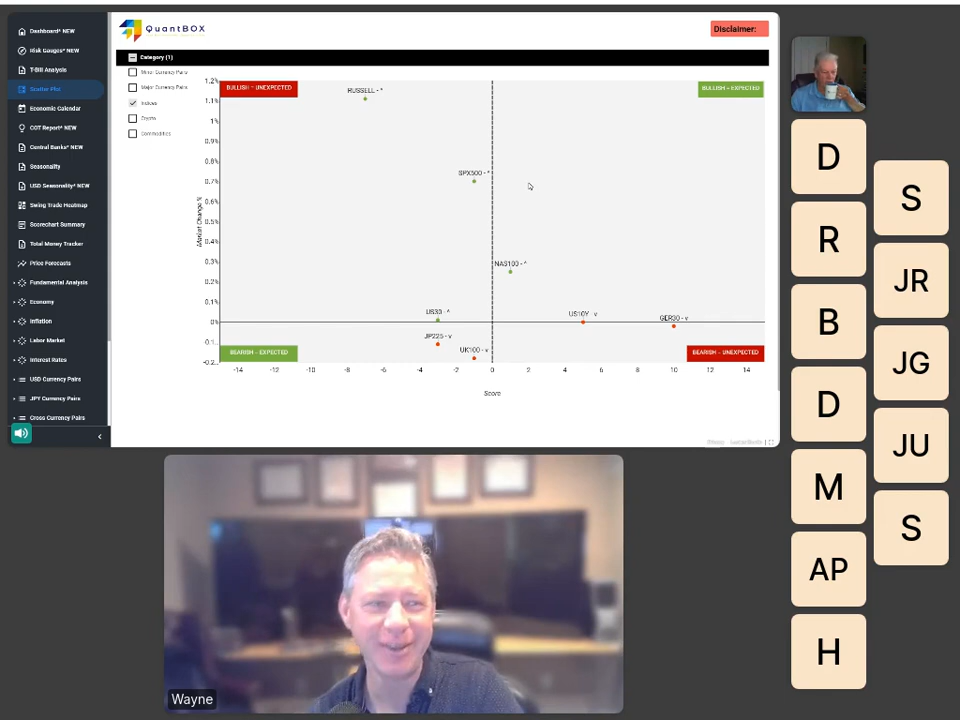 QuantBOX
Disclaimer:
Dashboard* NEW
Risk Gauges* NEW
T-Bill Analysis
Scatter Plot
Economic Calendar
COT Report* NEW
Central Banks* NEW
Seasonality
USD Seasonality* NEW
Swing Trade Heatmap
Scorechart Summary
Total Money Tracker
Price Forecasts
Fundamental Analysis
Economy
Inflation
Labor Market
Interest Rates
USD Currency Pairs
JPY Currency Pairs
Cross Currency Pairs
Category (1)
Minor Currency Pairs
Major Currency Pairs
Indices
Crypto
Commodities
BULLISH - UNEXPECTED
BULLISH - EXPECTED
BEARISH - EXPECTED
BEARISH - UNEXPECTED
Market Change %
1.2%
1.1%
1%
0.9%
0.8%
0.7%
0.6%
0.5%
0.4%
0.3%
0.2%
0.1%
0%
-0.1...
-0.2...
RUSSELL - ^
SPX500 - ^
NAS100 - ^
US30 - ^
US10Y - v
GER30 - v
JP225 - v
UK100 - v
-14 -12 -10 -8 -6 -4 -2 0 2 4 6 8 10 12 14
Score
D
R
B
D
M
AP
H
S
JR
JG
JU
S
Wayne